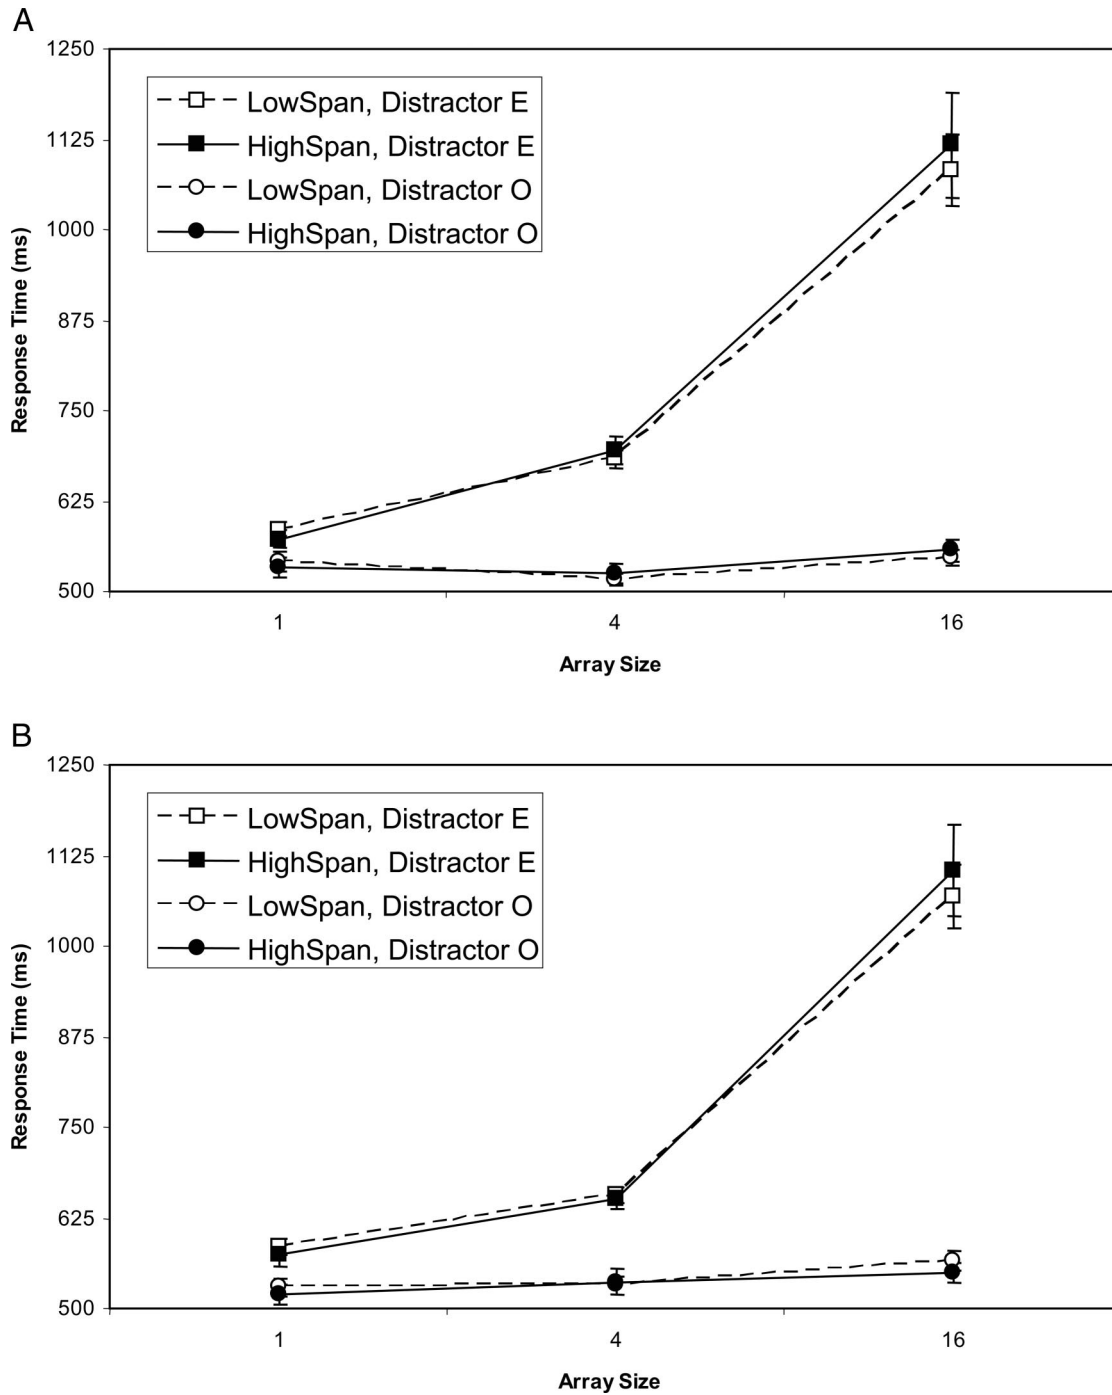 A
1250
1125
1000
875
750
625
500
Response Time (ms)
LowSpan, Distractor E
HighSpan, Distractor E
LowSpan, Distractor O
HighSpan, Distractor O
1 4 16
Array Size
B
1250
1125
1000
875
750
625
500
Response Time (ms)
LowSpan, Distractor E
HighSpan, Distractor E
LowSpan, Distractor O
HighSpan, Distractor O
1 4 16
Array Size